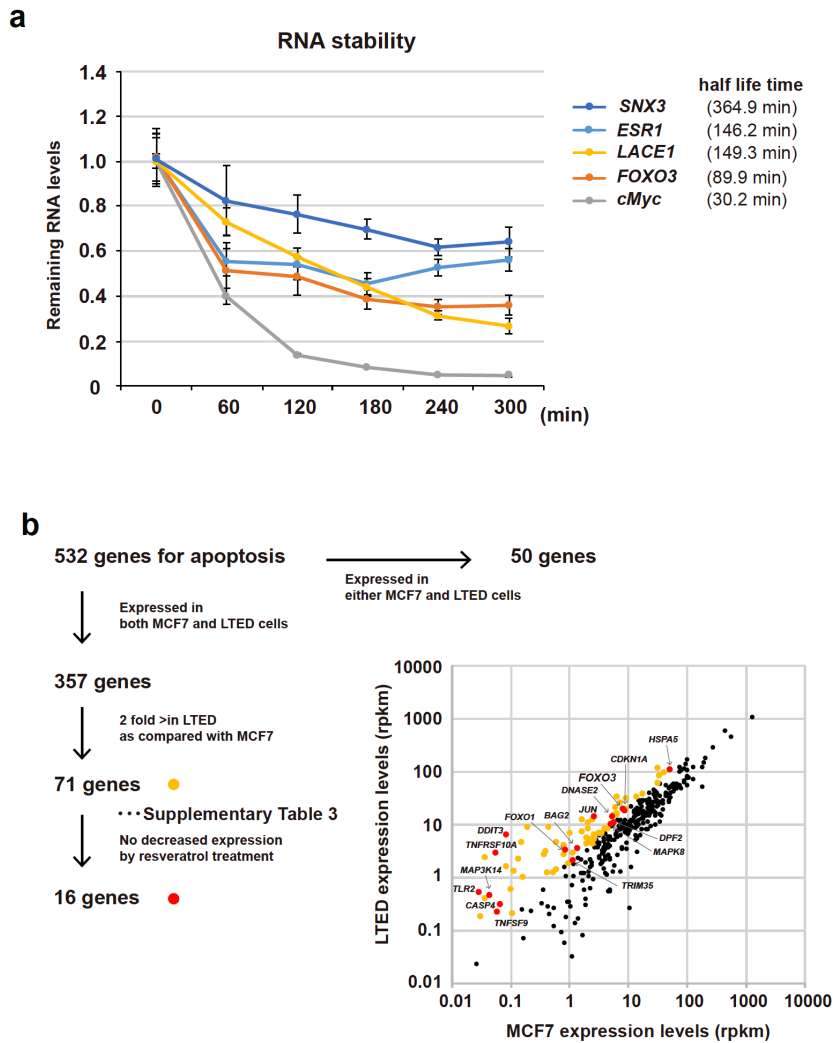 a
RNA stability
Remaining RNA levels
1.4
1.2
1.0
0.8
0.6
0.4
0.2
0
0 60 120 180 240 300 (min)
half life time
SNX3 (364.9 min)
ESR1 (146.2 min)
LACE1 (149.3 min)
FOXO3 (89.9 min)
cMyc (30.2 min)
b
532 genes for apoptosis
50 genes
Expressed in
either MCF7 and LTED cells
Expressed in
both MCF7 and LTED cells
357 genes
2 fold >in LTED
as compared with MCF7
71 genes
···Supplementary Table 3
No decreased expression
by resveratrol treatment
16 genes
LTED expression levels (rpkm)
10000
1000
100
10
1
0.1
0.01
HSPA5
CDKN1A
FOXO3
DNASE2
JUN
BAG2
FOXO1
DDIT3
TNFRSF10A
DPF2
MAPK8
MAP3K14
TRIM35
TLR2
CASP4
TNFSF9
0.01 0.1 1 10 100 1000 10000
MCF7 expression levels (rpkm)